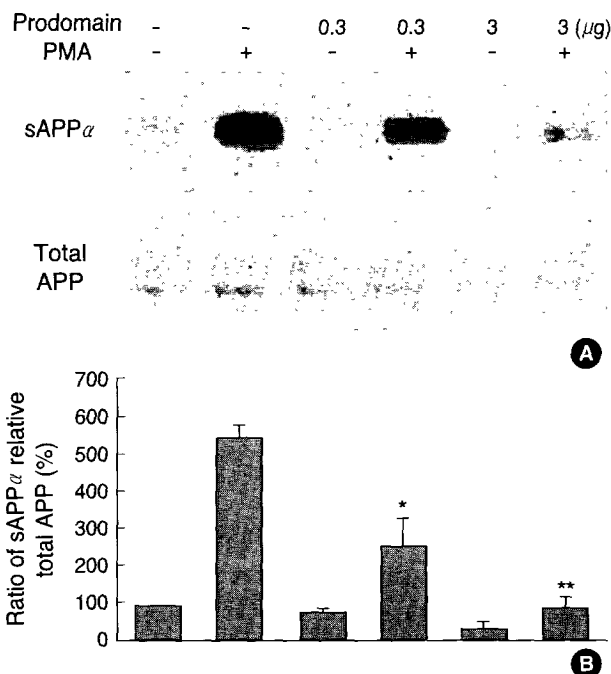 Prodomain - - 0.3 0.3 3 3 (μg)
PMA - + - + - +
sAPPα
Total
APP
A
700
600
500
400
300
200
100
0
Ratio of sAPPα relative
total APP (%)
*
**
B